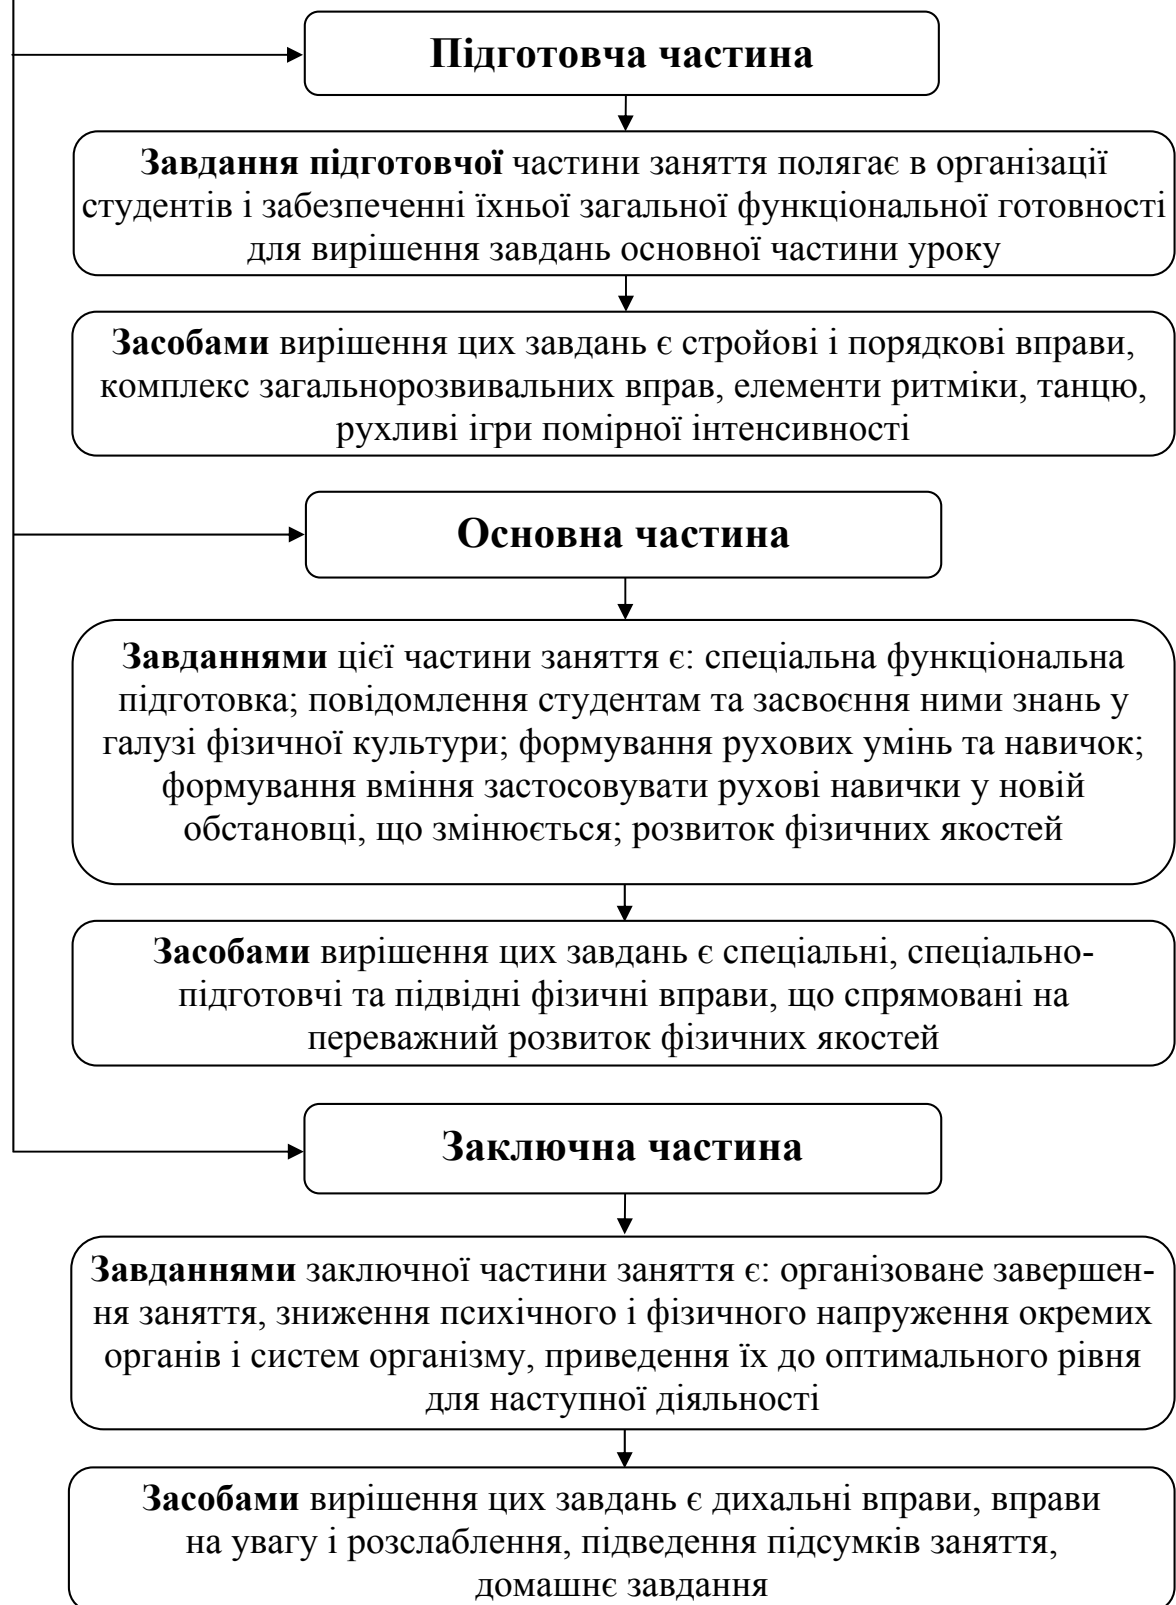 Підготовча частина
Завдання підготовчої частини заняття полягає в організації
студентів і забезпеченні їхньої загальної функціональної готовності
для вирішення завдань основної частини уроку
Засобами вирішення цих завдань є стройові і порядкові вправи,
комплекс загальнорозвивальних вправ, елементи ритміки, танцю,
рухливі ігри помірної інтенсивності
Основна частина
Завданнями цієї частини заняття є: спеціальна функціональна
підготовка; повідомлення студентам та засвоєння ними знань у
галузі фізичної культури; формування рухових умінь та навичок;
формування вміння застосовувати рухові навички у новій
обстановці, що змінюється; розвиток фізичних якостей
Засобами вирішення цих завдань є спеціальні, спеціально-
підготовчі та підвідні фізичні вправи, що спрямовані на
переважний розвиток фізичних якостей
Заключна частина
Завданнями заключної частини заняття є: організоване завершен-
ня заняття, зниження психічного і фізичного напруження окремих
органів і систем організму, приведення їх до оптимального рівня
для наступної діяльності
Засобами вирішення цих завдань є дихальні вправи, вправи
на увагу і розслаблення, підведення підсумків заняття,
домашнє завдання